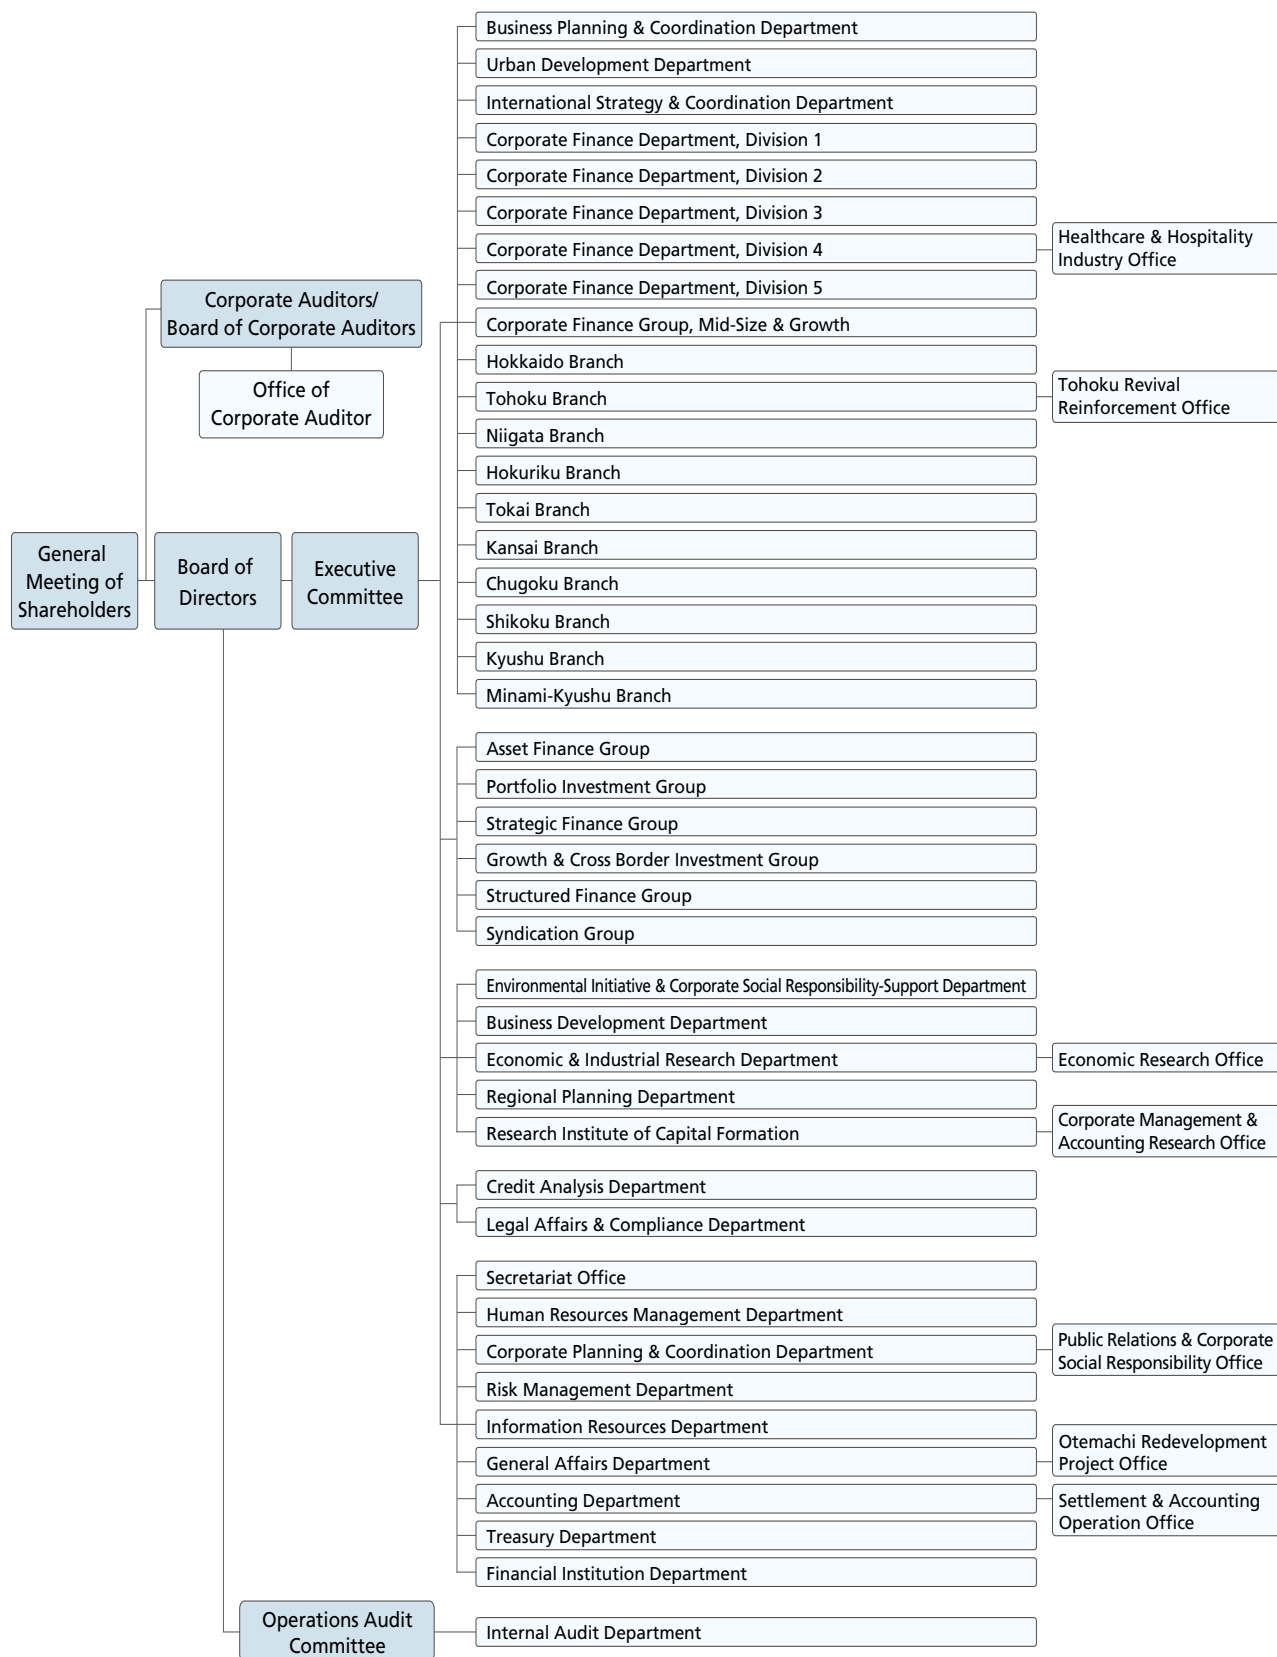 General
Meeting of
Shareholders
Corporate Auditors/
Board of Corporate Auditors
Office of
Corporate Auditor
Board of
Directors
Executive
Committee
Business Planning & Coordination Department
Urban Development Department
International Strategy & Coordination Department
Corporate Finance Department, Division 1
Corporate Finance Department, Division 2
Corporate Finance Department, Division 3
Corporate Finance Department, Division 4
Healthcare & Hospitality
Industry Office
Corporate Finance Department, Division 5
Corporate Finance Group, Mid-Size & Growth
Hokkaido Branch
Tohoku Branch
Tohoku Revival
Reinforcement Office
Niigata Branch
Hokuriku Branch
Tokai Branch
Kansai Branch
Chugoku Branch
Shikoku Branch
Kyushu Branch
Minami-Kyushu Branch
Asset Finance Group
Portfolio Investment Group
Strategic Finance Group
Growth & Cross Border Investment Group
Structured Finance Group
Syndication Group
Environmental Initiative & Corporate Social Responsibility-Support Department
Business Development Department
Economic & Industrial Research Department
Economic Research Office
Regional Planning Department
Research Institute of Capital Formation
Corporate Management &
Accounting Research Office
Credit Analysis Department
Legal Affairs & Compliance Department
Secretariat Office
Human Resources Management Department
Corporate Planning & Coordination Department
Public Relations & Corporate
Social Responsibility Office
Risk Management Department
Information Resources Department
General Affairs Department
Otemachi Redevelopment
Project Office
Accounting Department
Settlement & Accounting
Operation Office
Treasury Department
Financial Institution Department
Operations Audit
Committee
Internal Audit Department